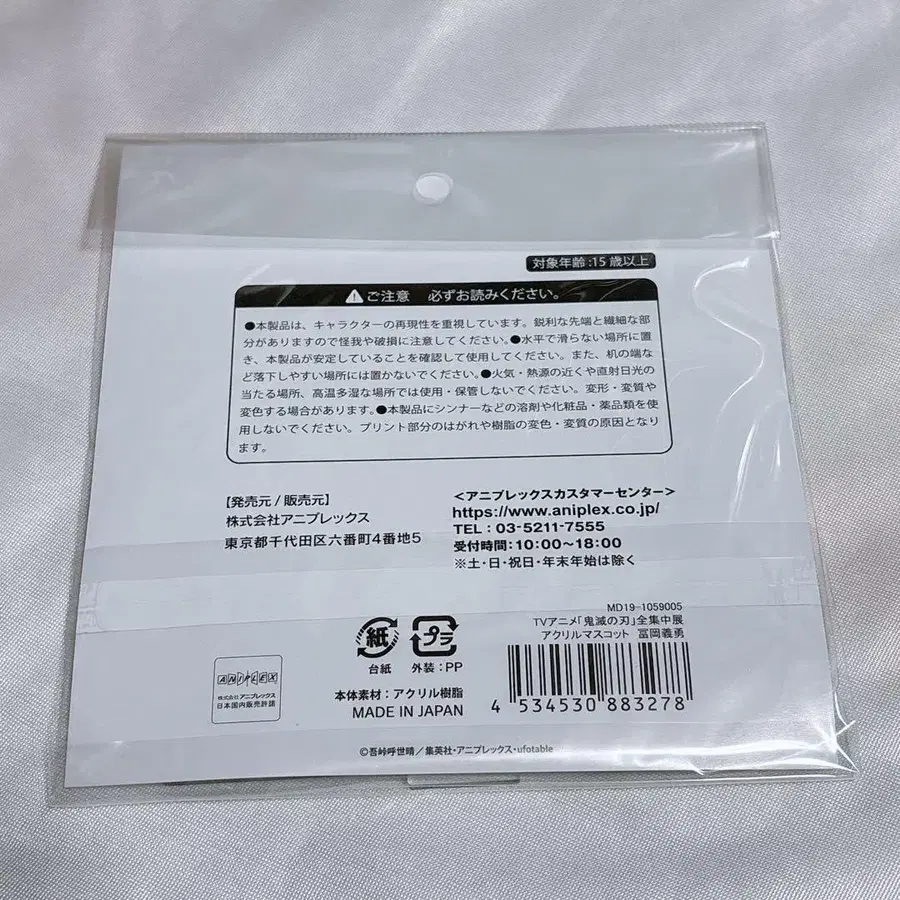 対象年齢:15歳以上
ご注意 必ずお読みください。
●本製品は、キャラクターの再現性を重視しています。鋭利な先端と繊細な部
分がありますので怪我や破損に注意してください。●水平で滑らない場所に置
き、本製品が安定していることを確認して使用してください。また、机の端な
ど落下しやすい場所には置かないでください。●火気・熱源の近くや直射日光の
当たる場所、高温多湿な場所では使用・保管しないでください。変形・変質や
変色する場合があります。●本製品にシンナーなどの溶剤や化粧品・薬品類を使
用しないでください。プリント部分のはがれや樹脂の変色・変質の原因となり
ます。
【発売元/販売元】
株式会社アニプレックス
東京都千代田区六番町4番地5
<アニプレックスカスタマーセンター>
https://www.aniplex.co.jp/
TEL:03-5211-7555
受付時間:10:00~18:00
※土・日・祝日・年末年始は除く
MD19-1059005
TVアニメ「鬼滅の刃」全集中展
アクリルマスコット 冨岡義勇
4 534530 883278
紙
台紙
プラ
外装:PP
本体素材:アクリル樹脂
MADE IN JAPAN
ANIPLEX
株式会社アニプレックス
日本国内販売許諾
©吾峠呼世晴/集英社・アニプレックス・ufotable